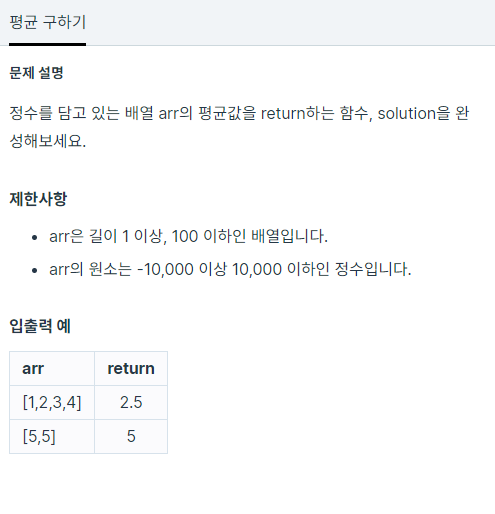 평균 구하기
문제 설명
정수를 담고 있는 배열 arr의 평균값을 return하는 함수, solution을 완
성해보세요.
제한사항
• arr은 길이 1 이상, 100 이하인 배열입니다.
• arr의 원소는 -10,000 이상 10,000 이하인 정수입니다.
입출력 예
arr return
[1,2,3,4] 2.5
[5,5] 5